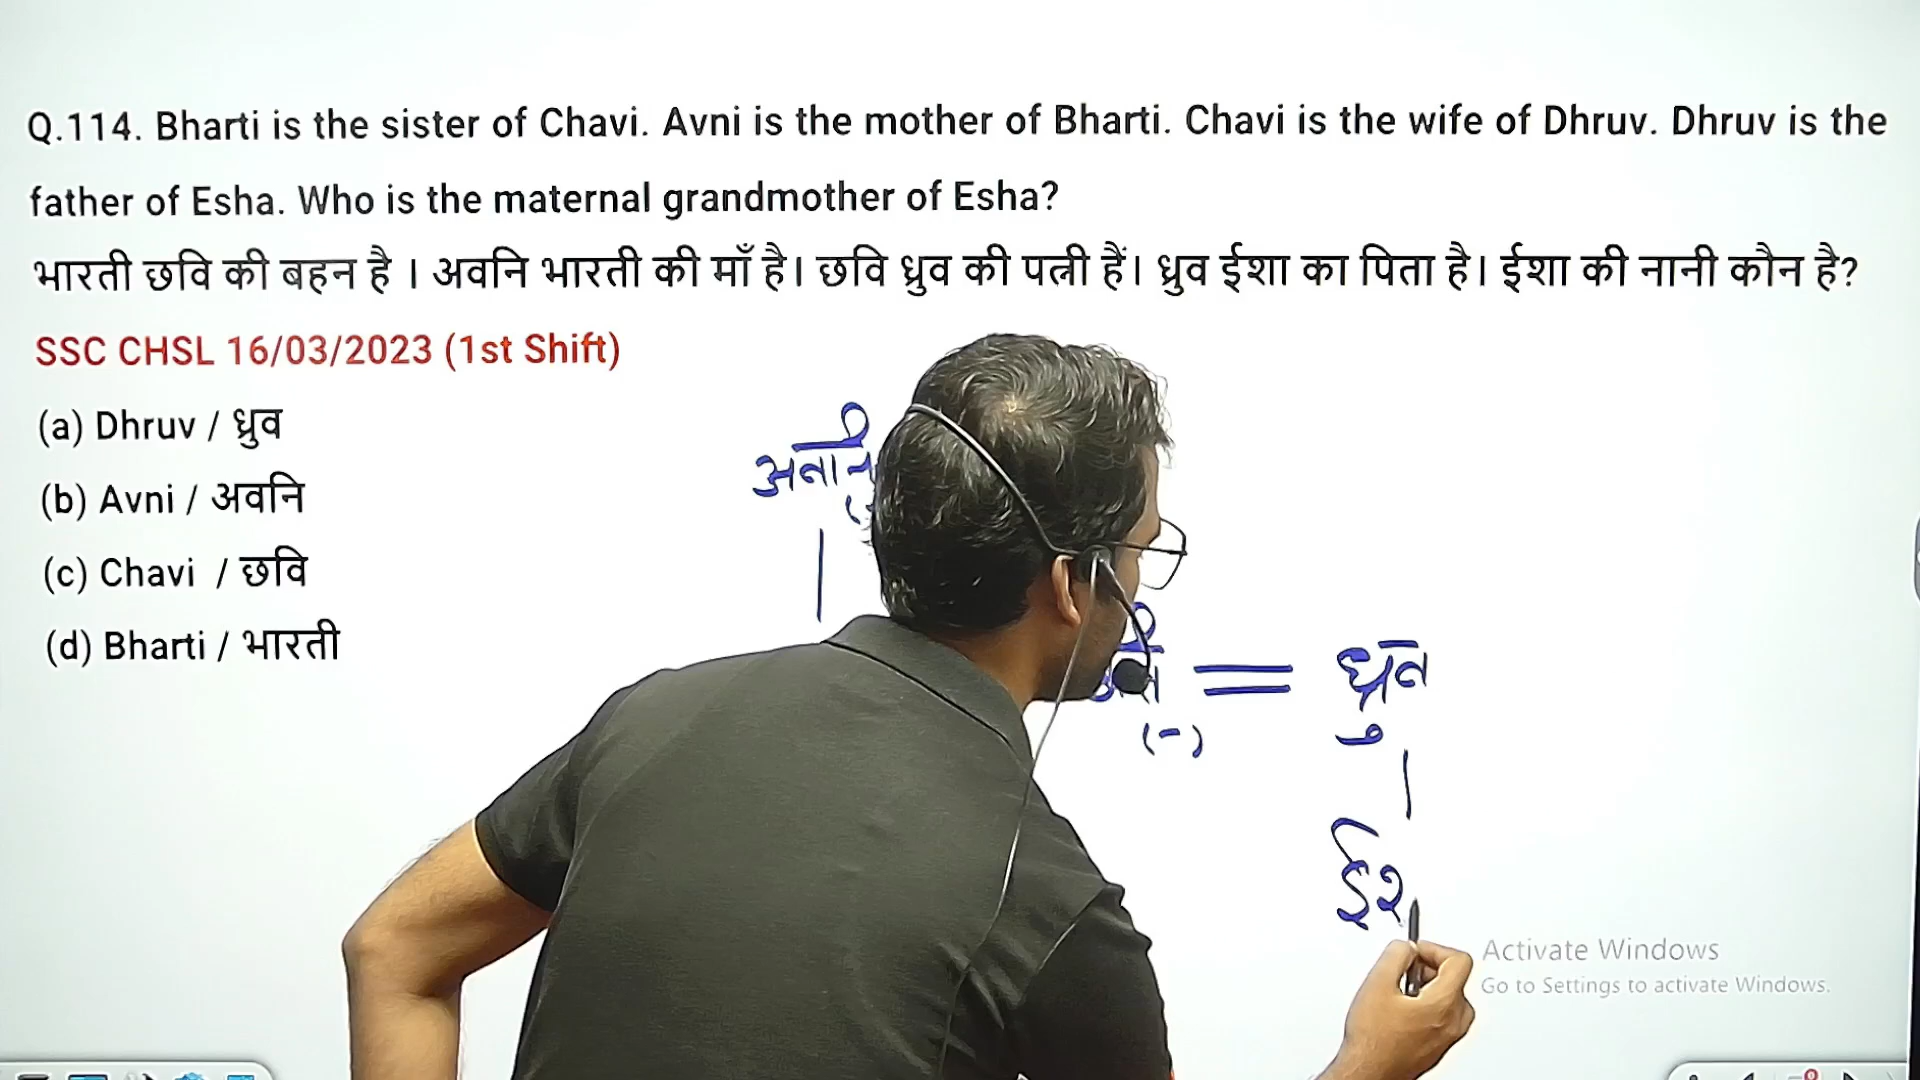 Q.114. Bharti is the sister of Chavi. Avni is the mother of Bharti. Chavi is the wife of Dhruv. Dhruv is the
father of Esha. Who is the maternal grandmother of Esha?
भारती छवि की बहन है । अवनि भारती की माँ है। छवि ध्रुव की पत्नी हैं। ध्रुव ईशा का पिता है। ईशा की नानी कौन है?
SSC CHSL 16/03/2023 (1st Shift)
(a) Dhruv / ध्रुव
(b) Avni / अवनि
(c) Chavi / छवि
(d) Bharti / भारती
= ध्रुव
(-)
Activate Windows
Go to Settings to activate Windows.